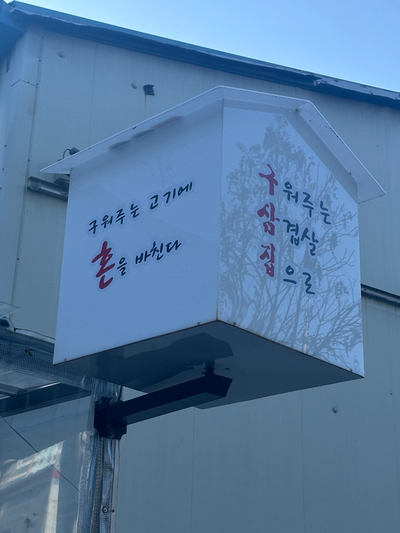 구워주는 고기에
혼을 바친다
구워주는
삼겹살
집으로